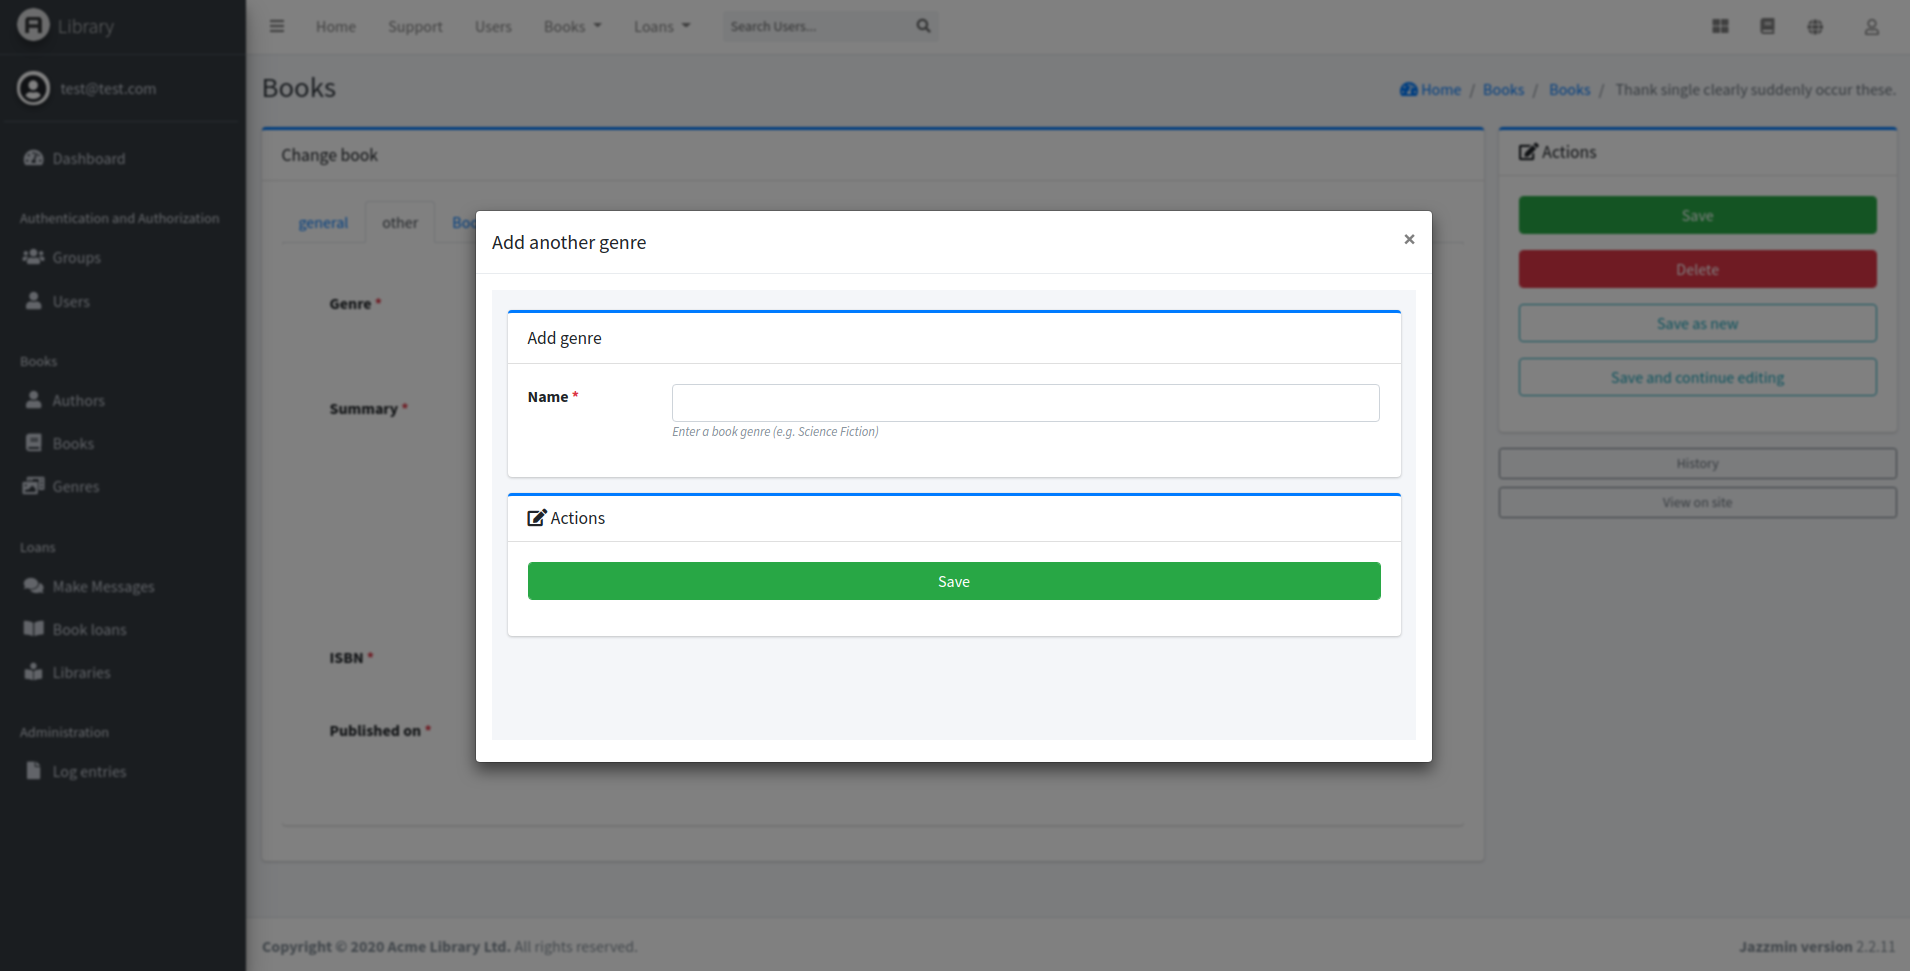 Library
Home
Support
Users
Books
Loans
Search Users...
test@test.com
Books
Home / Books / Books / Thank single clearly suddenly occur these.
Dashboard
Authentication and Authorization
Groups
Users
Books
Authors
Books
Genres
Loans
Make Messages
Book loans
Libraries
Administration
Log entries
Change book
general
other
Genre *
Summary *
ISBN *
Published on *
Add another genre
×
Add genre
Name *
Enter a book genre (e.g. Science Fiction)
Actions
Save
Actions
Save
Delete
Save as new
Save and continue editing
History
View on site
Copyright © 2020 Acme Library Ltd. All rights reserved.
Jazzmin version 2.2.11